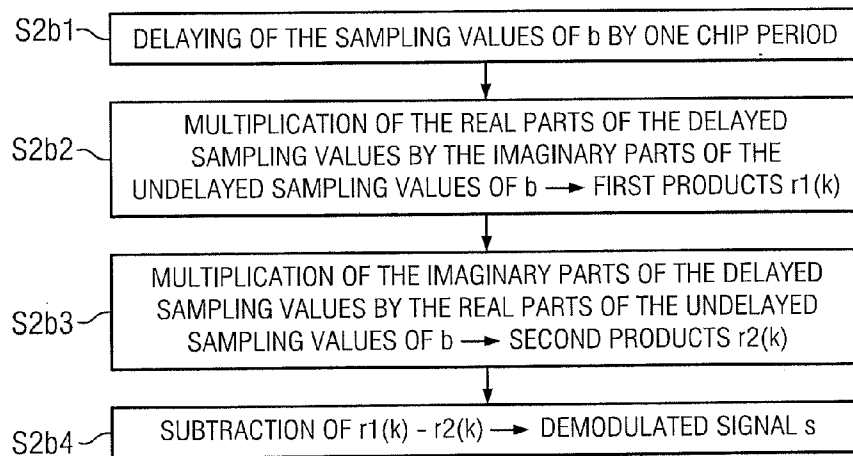 S2b1
DELAYING OF THE SAMPLING VALUES OF b BY ONE CHIP PERIOD
S2b2
MULTIPLICATION OF THE REAL PARTS OF THE DELAYED
SAMPLING VALUES BY THE IMAGINARY PARTS OF THE
UNDELAYED SAMPLING VALUES OF b → FIRST PRODUCTS r1(k)
S2b3
MULTIPLICATION OF THE IMAGINARY PARTS OF THE DELAYED
SAMPLING VALUES BY THE REAL PARTS OF THE UNDELAYED
SAMPLING VALUES OF b → SECOND PRODUCTS r2(k)
S2b4
SUBTRACTION OF r1(k) - r2(k) → DEMODULATED SIGNAL s